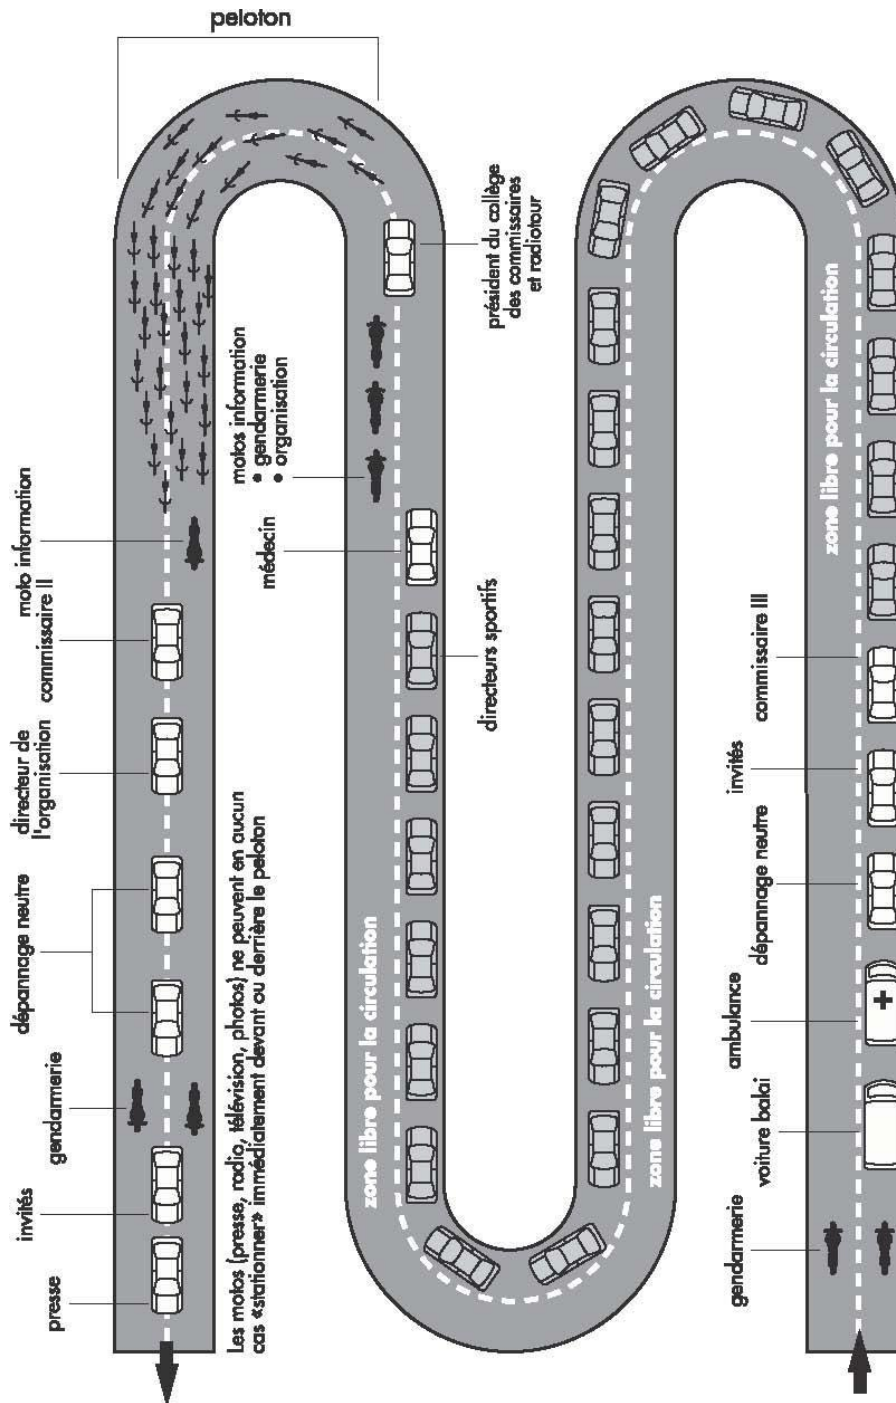 peloton
moto information
commissaire II
directeur de
l'organisation
dépannage neutre
gendarmerie
invités
presse
Les motos (presse, radio, télévision, photos) ne peuvent en aucun
cas «stationner» immédiatement devant ou derrière le peloton
motos information
• gendarmerie
• organisation
médecin
président du collège
des commissaires
et radiotour
directeurs sportifs
zone libre pour la circulation
zone libre pour la circulation
zone libre pour la circulation
commissaire III
invités
dépannage neutre
ambulance
voiture balai
gendarmerie